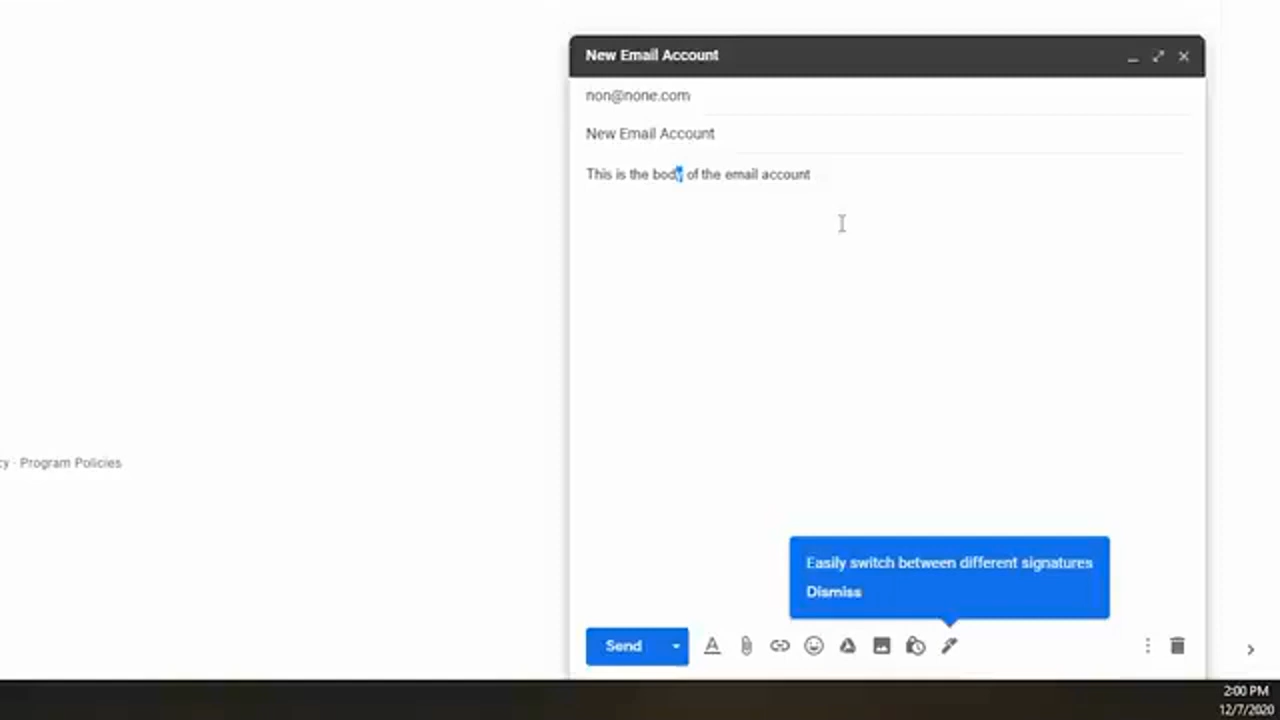 New Email Account
non@none.com
New Email Account
This is the body of the email account
cy · Program Policies
Easily switch between different signatures
Dismiss
Send
2:00 PM
12/7/2020